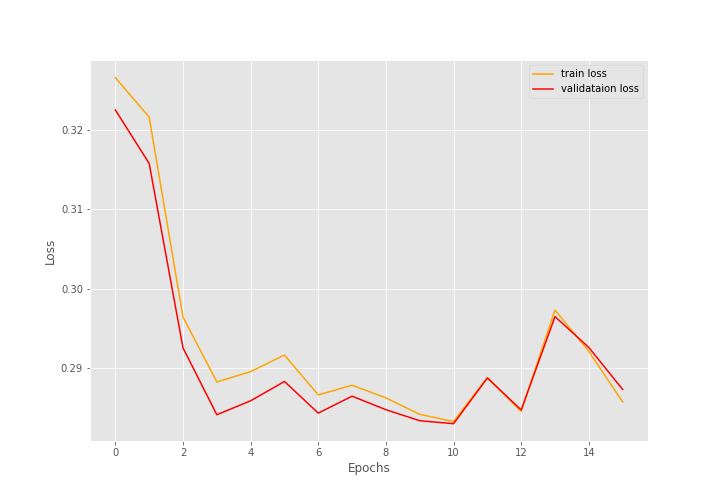 train loss
validataion loss
0.32
0.31
0.30
0.29
Loss
0 2 4 6 8 10 12 14
Epochs